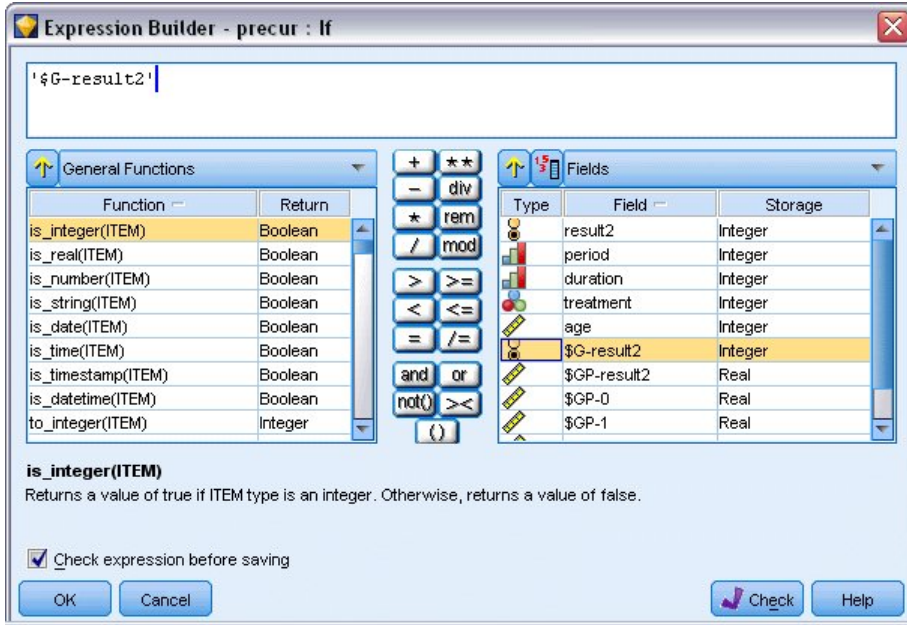 Expression Builder - precur : If
'$G-result2'
General Functions
Function Return
is_integer(ITEM) Boolean
is_real(ITEM) Boolean
is_number(ITEM) Boolean
is_string(ITEM) Boolean
is_date(ITEM) Boolean
is_time(ITEM) Boolean
is_timestamp(ITEM) Boolean
is_datetime(ITEM) Boolean
to_integer(ITEM) Integer
+ **
- div
* rem
/ mod
> >=
< <=
= /=
and or
not() ><
()
Fields
Type Field Storage
result2 Integer
period Integer
duration Integer
treatment Integer
age Integer
$G-result2 Integer
$GP-result2 Real
$GP-0 Real
$GP-1 Real
is_integer(ITEM)
Returns a value of true if ITEM type is an integer. Otherwise, returns a value of false.
Check expression before saving
OK Cancel Check Help